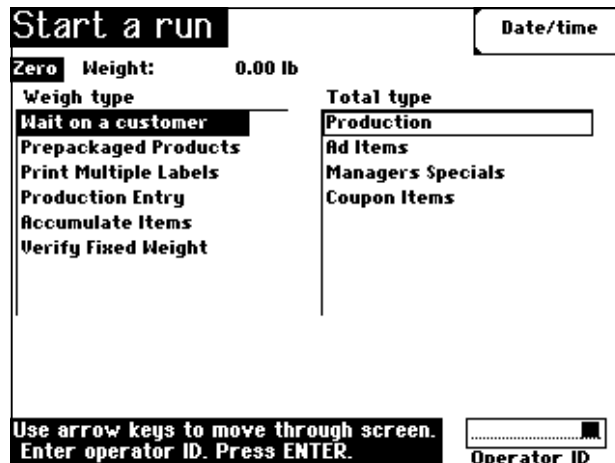 Start a run
Date/time
Zero Weight: 0.00 lb
Weigh type
Wait on a customer
Prepackaged Products
Print Multiple Labels
Production Entry
Accumulate Items
Verify Fixed Weight
Total type
Production
Ad Items
Managers Specials
Coupon Items
Use arrow keys to move through screen.
Enter operator ID. Press ENTER.
Operator ID